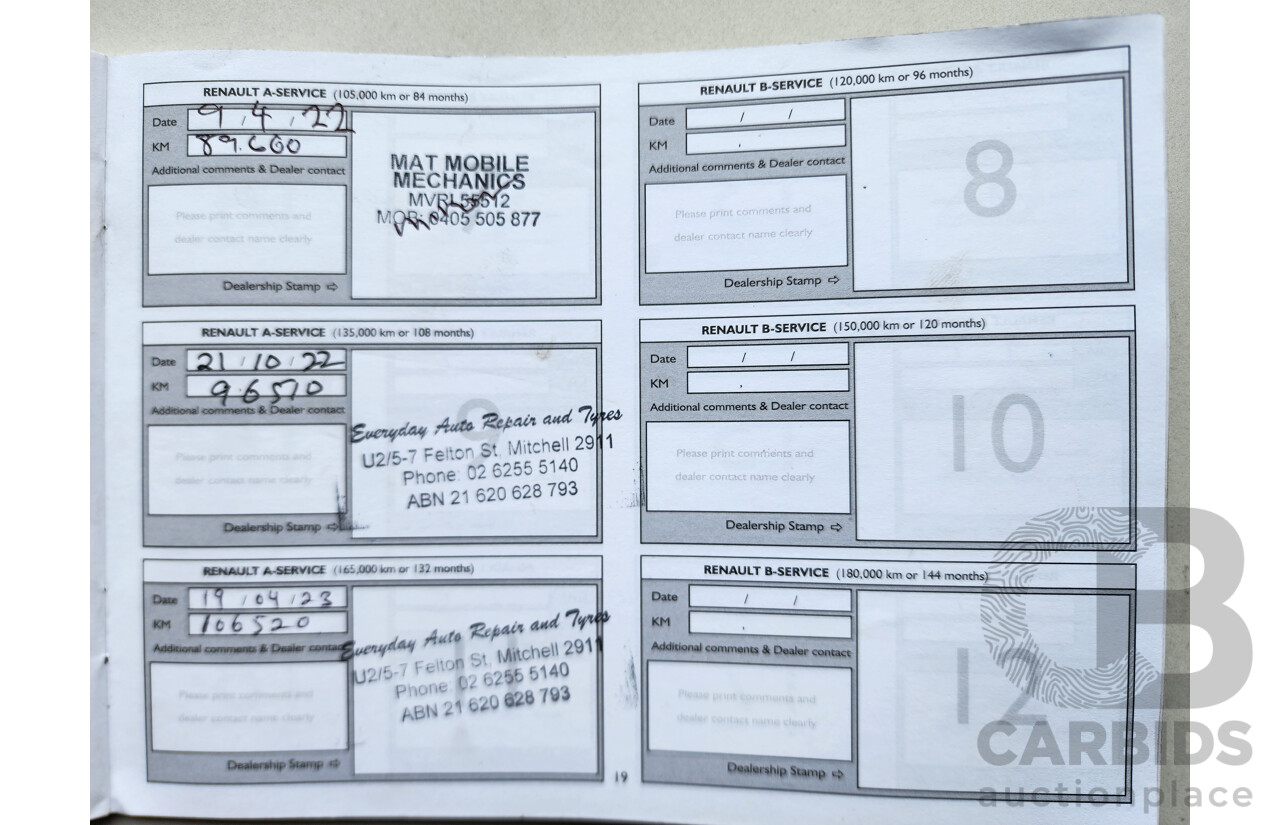 RENAULT A-SERVICE (105,000 km or 84 months)
Date 9 / 4 / 22
KM 89.600
Additional comments & Dealer contact
Please print comments and
dealer contact name clearly
Dealership Stamp ⇨
MAT MOBILE
MECHANICS
MVRL55512
MOB: 0405 505 877
RENAULT B-SERVICE (120,000 km or 96 months)
Date / /
KM .
Additional comments & Dealer contact
Please print comments and
dealer contact name clearly
Dealership Stamp ⇨
8
RENAULT A-SERVICE (135,000 km or 108 months)
Date 21 / 10 / 22
KM 96570
Additional comments & Dealer contact
Please print comments and
dealer contact name clearly
Dealership Stamp ⇨
9
Everyday Auto Repair and Tyres
U2/5-7 Felton St. Mitchell 2911
Phone: 02 6255 5140
ABN 21 620 628 793
RENAULT B-SERVICE (150,000 km or 120 months)
Date / /
KM .
Additional comments & Dealer contact
Please print comments and
dealer contact name clearly
Dealership Stamp ⇨
10
RENAULT A-SERVICE (165,000 km or 132 months)
Date 19 / 04 / 23
KM 106520
Additional comments & Dealer contact
Please print comments and
dealer contact name clearly
Dealership Stamp ⇨
Everyday Auto Repair and Tyres
U2/5-7 Felton St. Mitchell 2911
Phone: 02 6255 5140
ABN 21 620 628 793
RENAULT B-SERVICE (180,000 km or 144 months)
Date / /
KM .
Additional comments & Dealer contact
Please print comments and
dealer contact name clearly
Dealership Stamp ⇨
12
19
CB
CARBIDS
auctionplace